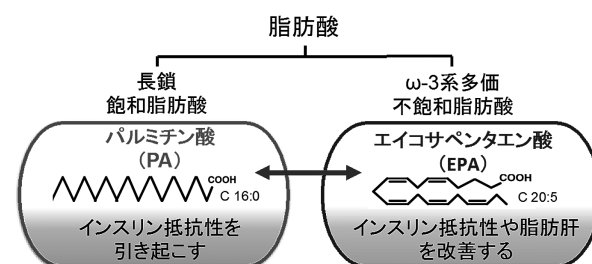 脂肪酸
長鎖
飽和脂肪酸
パルミチン酸
（PA）
COOH
C 16:0
インスリン抵抗性を
引き起こす
ω-3系多価
不飽和脂肪酸
エイコサペンタエン酸
（EPA）
COOH
C 20:5
インスリン抵抗性や脂肪肝
を改善する